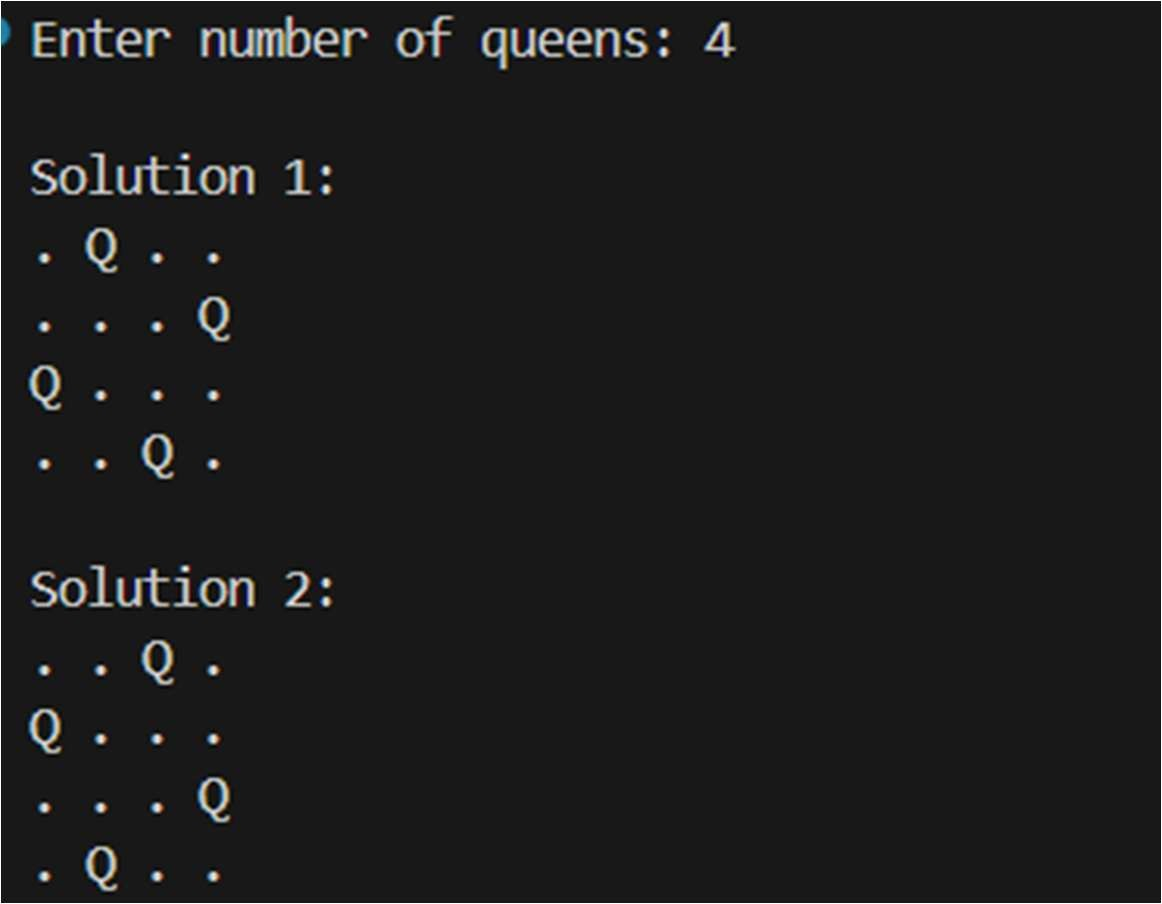 Enter number of queens: 4
Solution 1:
. Q . .
. . . Q
Q . . .
. . Q .
Solution 2:
. . Q .
Q . . .
. . . Q
. Q . .